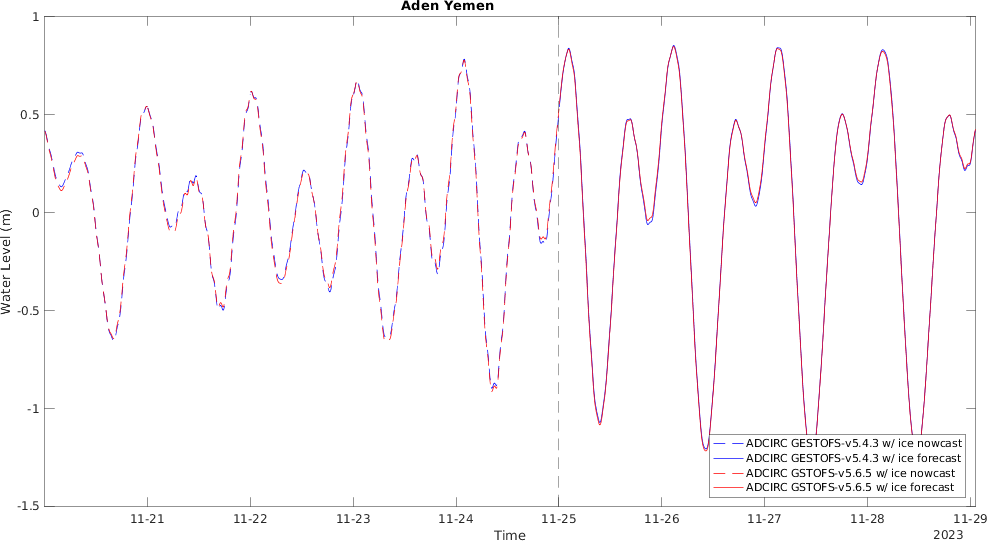 Aden Yemen
1
0.5
0
-0.5
-1
-1.5
Water Level (m)
ADCIRC GESTOFS-v5.4.3 w/ ice nowcast
ADCIRC GESTOFS-v5.4.3 w/ ice forecast
ADCIRC GSTOFS-v5.6.5 w/ ice nowcast
ADCIRC GSTOFS-v5.6.5 w/ ice forecast
11-21 11-22 11-23 11-24 11-25 11-26 11-27 11-28 11-29
Time
2023